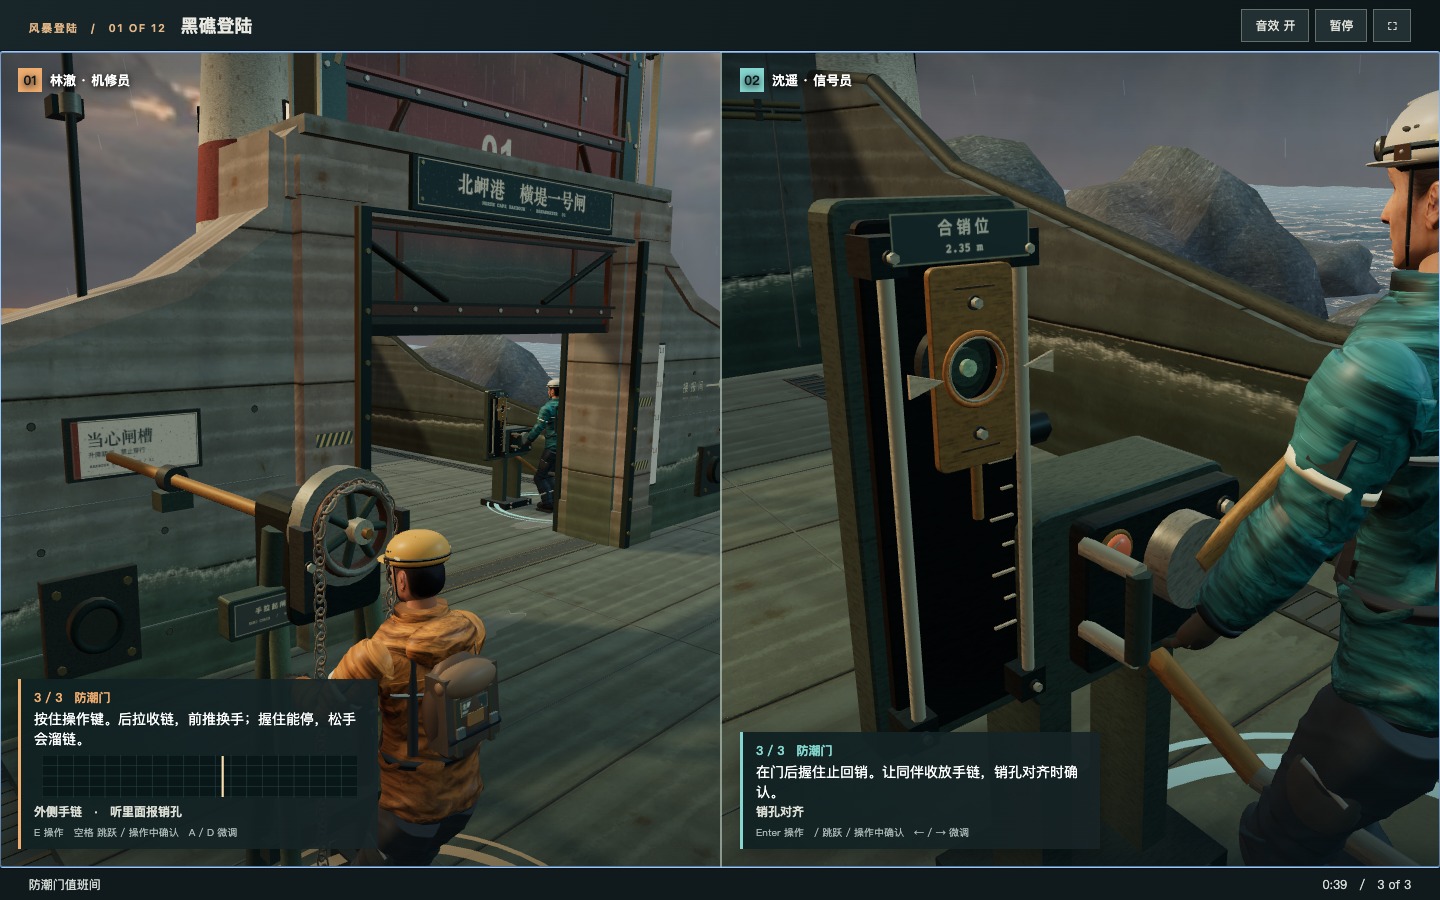 风暴登陆 / 01 OF 12 黑礁登陆
音效 开
暂停
01 林澈 · 机修员
01
北岬港 横堤一号闸
当心闸槽
3 / 3 防潮门
按住操作键。后拉收链，前推换手；握住能停，松手
会溜链。
外侧手链 · 听里面报销孔
E 操作 空格 跳跃 / 操作中确认 A / D 微调
02 沈遥 · 信号员
合销位
2.35 m
3 / 3 防潮门
在门后握住止回销。让同伴收放手链，销孔对齐时确
认。
销孔对齐
Enter 操作 / 跳跃 / 操作中确认 ← / → 微调
防潮门值班间
0:39 / 3 of 3